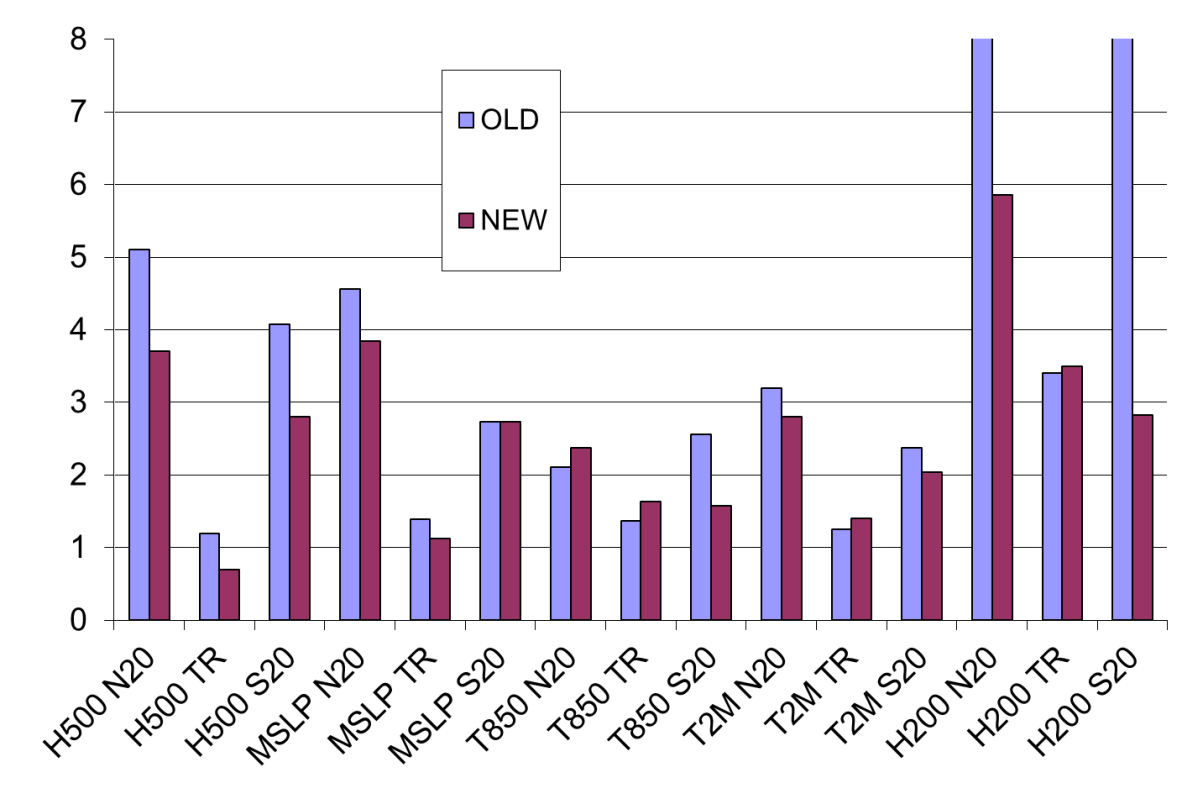 8
7
6
5
4
3
2
1
0
OLD
NEW
H500 N20
H500 TR
H500 S20
MSLP N20
MSLP TR
MSLP S20
T850 N20
T850 TR
T850 S20
T2M N20
T2M TR
T2M S20
H200 N20
H200 TR
H200 S20